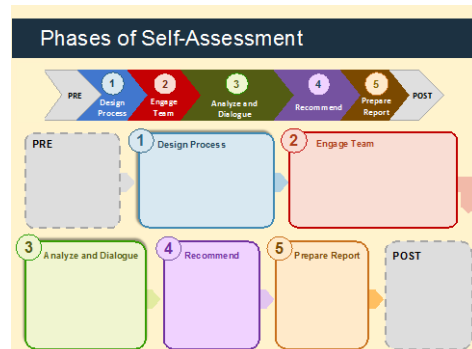 Phases of Self-Assessment
PRE
1
Design
Process
2
Engage
Team
3
Analyze and
Dialogue
4
Recommend
5
Prepare
Report
POST
PRE
1 Design Process
2 Engage Team
3 Analyze and Dialogue
4 Recommend
5 Prepare Report
POST